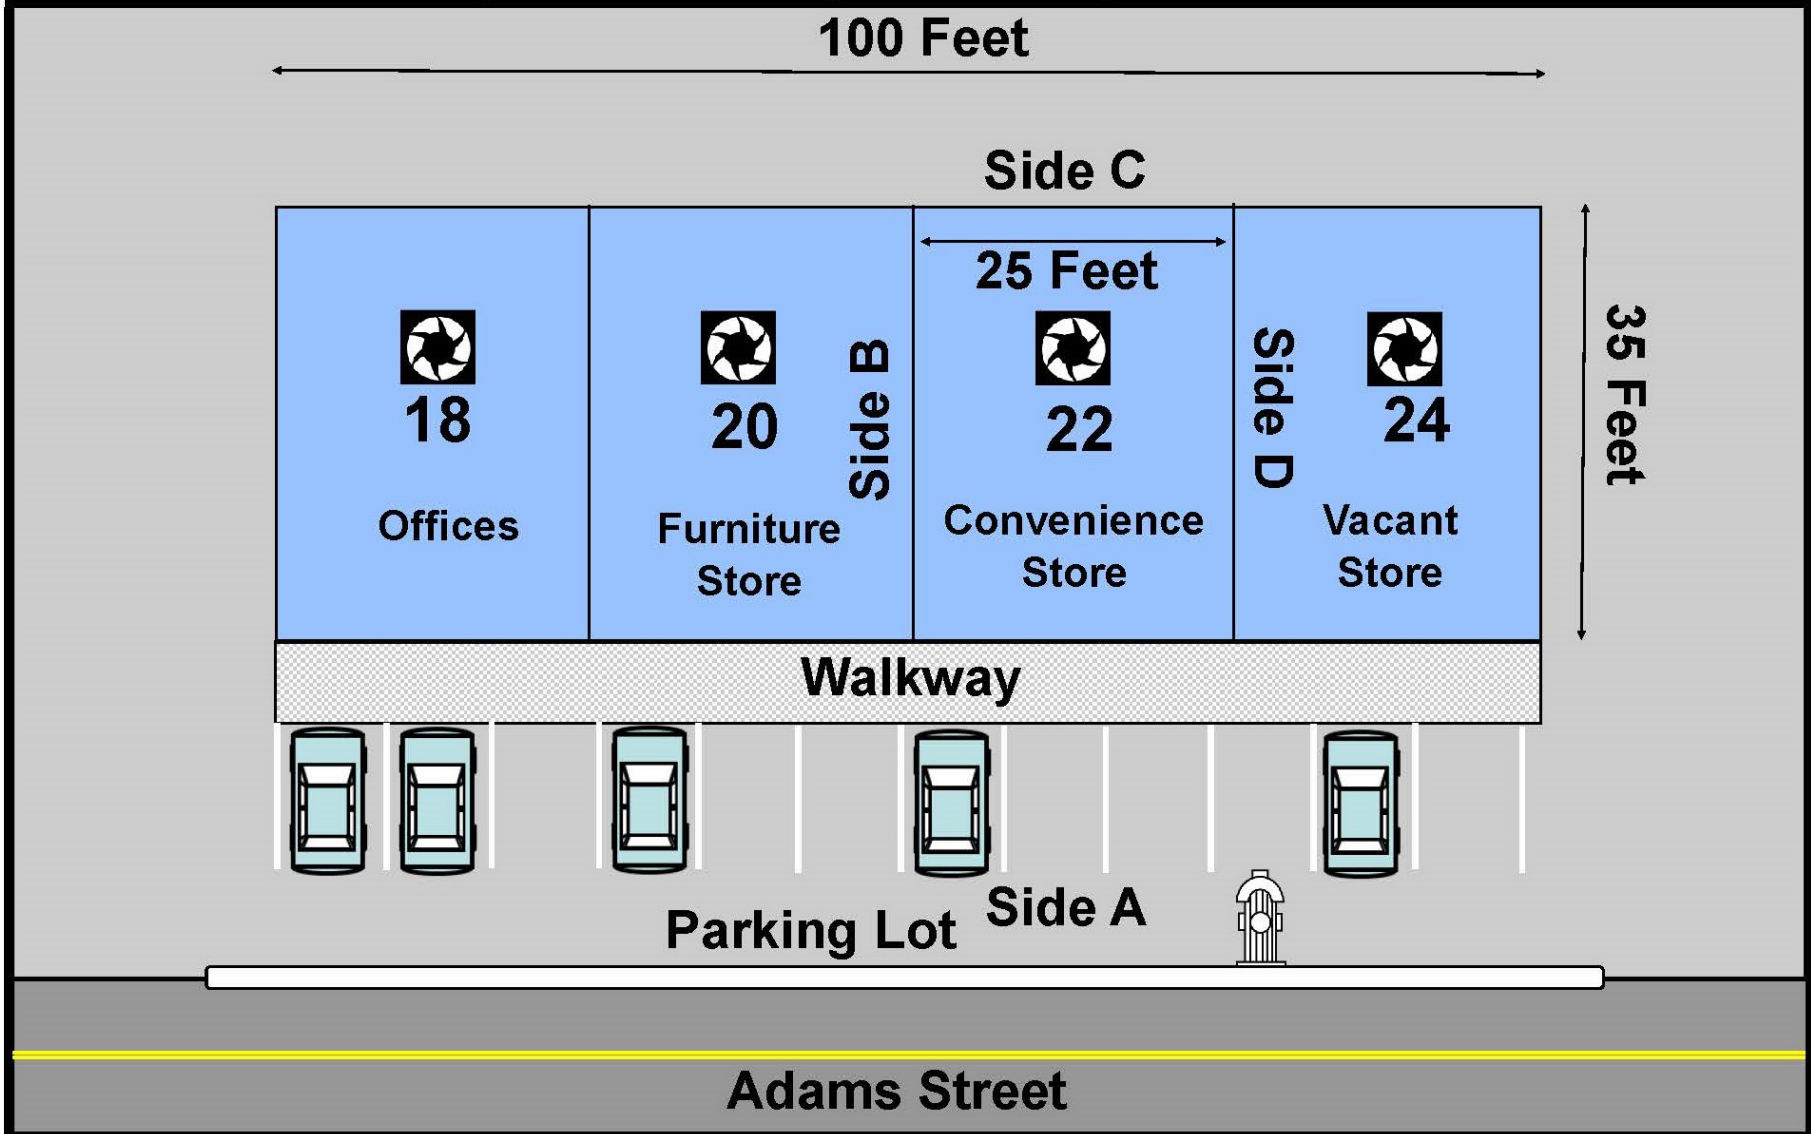 100 Feet
Side C
25 Feet
35 Feet
18
20
22
24
Side B
Side D
Offices
Furniture
Store
Convenience
Store
Vacant
Store
Walkway
Side A
Parking Lot
Adams Street